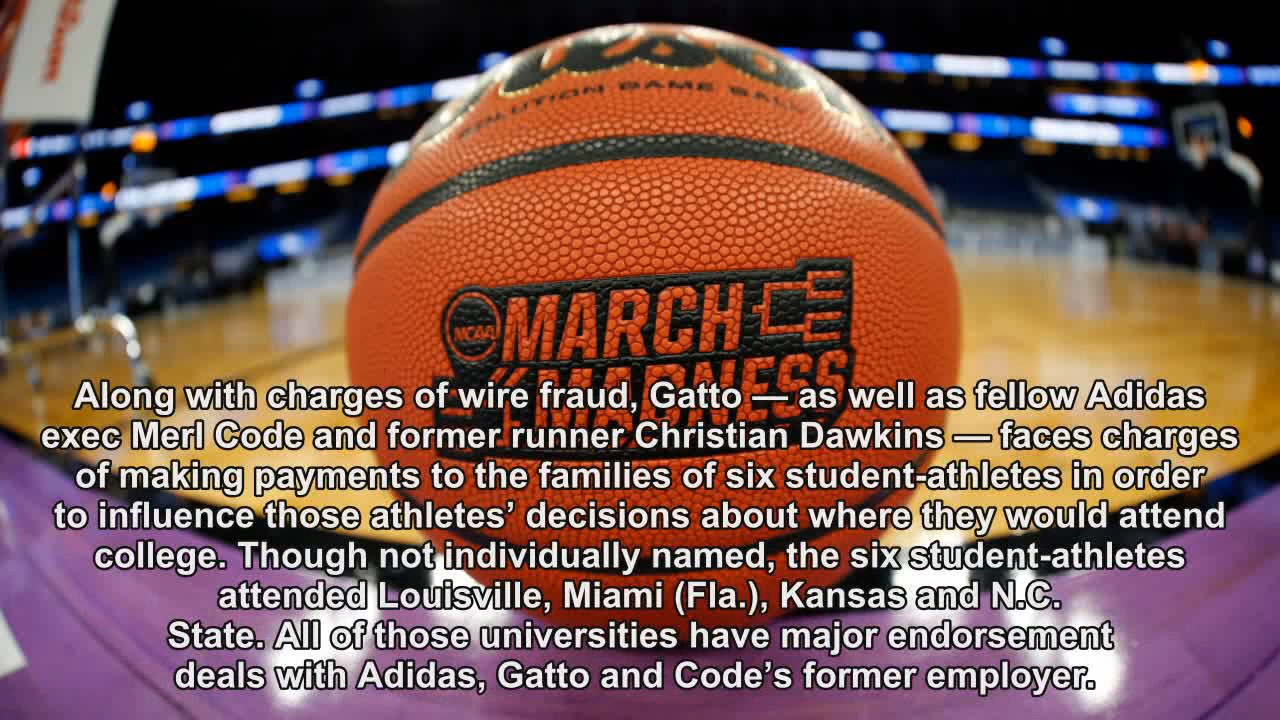 EVOLUTION GAME BALL
NCAA
MARCH
MADNESS
Along with charges of wire fraud, Gatto — as well as fellow Adidas
exec Merl Code and former runner Christian Dawkins — faces charges
of making payments to the families of six student-athletes in order
to influence those athletes’ decisions about where they would attend
college. Though not individually named, the six student-athletes
attended Louisville, Miami (Fla.), Kansas and N.C.
State. All of those universities have major endorsement
deals with Adidas, Gatto and Code’s former employer.